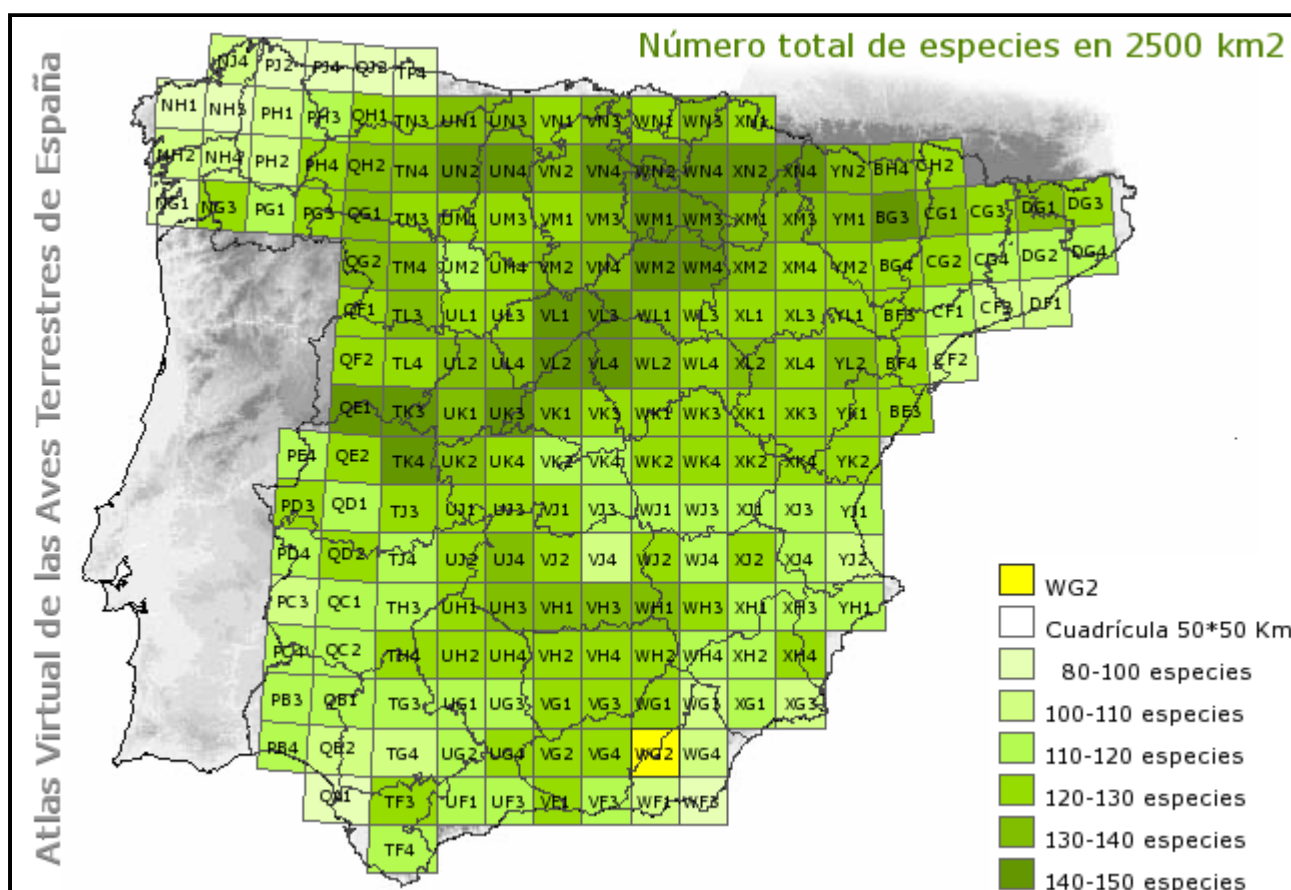 Número total de especies en 2500 km2
Atlas Virtual de las Aves Terrestres de España
NJ4 PJ2 PJ4 QJ2 TP4
NH1 NH3 PH1 PH3 QH1 TN3 UN1 UN3 VN1 VN3 WN1 WN3 XN1
NH2 NH4 PH2 PH4 QH2 TN4 UN2 UN4 VN2 VN4 WN2 WN4 XN2 XN4 YN2 BH4 CH2
NG1 NG3 PG1 PG3 QG1 TM3 UM1 UM3 VM1 VM3 WM1 WM3 XM1 XM3 YM1 BG3 CG1 CG3 DG1 DG3
QG2 TM4 UM2 UM4 VM2 VN4 WM2 WM4 XM2 XM4 YM2 BG4 CG2 CG4 DG2 DG4
QF1 TL3 UL1 UL3 VL1 VL3 WL1 WL3 XL1 XL3 YL1 BF3 CF1 CF3 DF1
QF2 TL4 UL2 UL4 VL2 VL4 WL2 WL4 XL2 XL4 YL2 BF4 CF2
QE1 TK3 UK1 UK3 VK1 VK3 WK1 WK3 XK1 XK3 YK1 BE3
PE4 QE2 TK4 UK2 UK4 VK2 VK4 WK2 WK4 XK2 XK4 YK2
PD3 QD1 TJ3 UJ1 UJ3 VJ1 VJ3 WJ1 WJ3 XJ1 XJ3 YJ1
PD4 QD2 TJ4 UJ2 UJ4 VJ2 VJ4 WJ2 WJ4 XJ2 XJ4 YJ2
PC3 QC1 TH3 UH1 UH3 VH1 VH3 WH1 WH3 XH1 XH3 YH1
PC4 QC2 TH4 UH2 UH4 VH2 VH4 WH2 WH4 XH2 XH4
PB3 QB1 TG3 UG1 UG3 VG1 VG3 WG1 WG3 XG1 XG3
PB4 QB2 TG4 UG2 UG4 VG2 VG4 WG2 WG4
QA1 TF3 UF1 UF3 VF1 VF3 WF1 WF3
TF4
WG2
Cuadrícula 50*50 Km
80-100 especies
100-110 especies
110-120 especies
120-130 especies
130-140 especies
140-150 especies